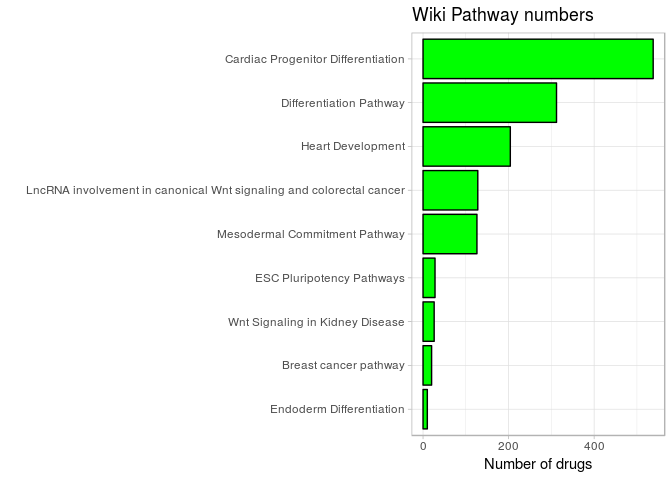 Wiki Pathway numbers
Cardiac Progenitor Differentiation
Differentiation Pathway
Heart Development
LncRNA involvement in canonical Wnt signaling and colorectal cancer
Mesodermal Commitment Pathway
ESC Pluripotency Pathways
Wnt Signaling in Kidney Disease
Breast cancer pathway
Endoderm Differentiation
0 200 400
Number of drugs